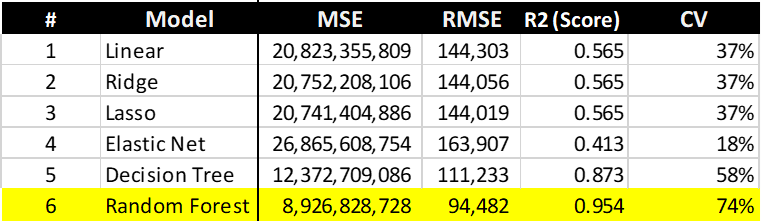 # Model MSE RMSE R2 (Score) CV
1 Linear 20,823,355,809 144,303 0.565 37%
2 Ridge 20,752,208,106 144,056 0.565 37%
3 Lasso 20,741,404,886 144,019 0.565 37%
4 Elastic Net 26,865,608,754 163,907 0.413 18%
5 Decision Tree 12,372,709,086 111,233 0.873 58%
6 Random Forest 8,926,828,728 94,482 0.954 74%